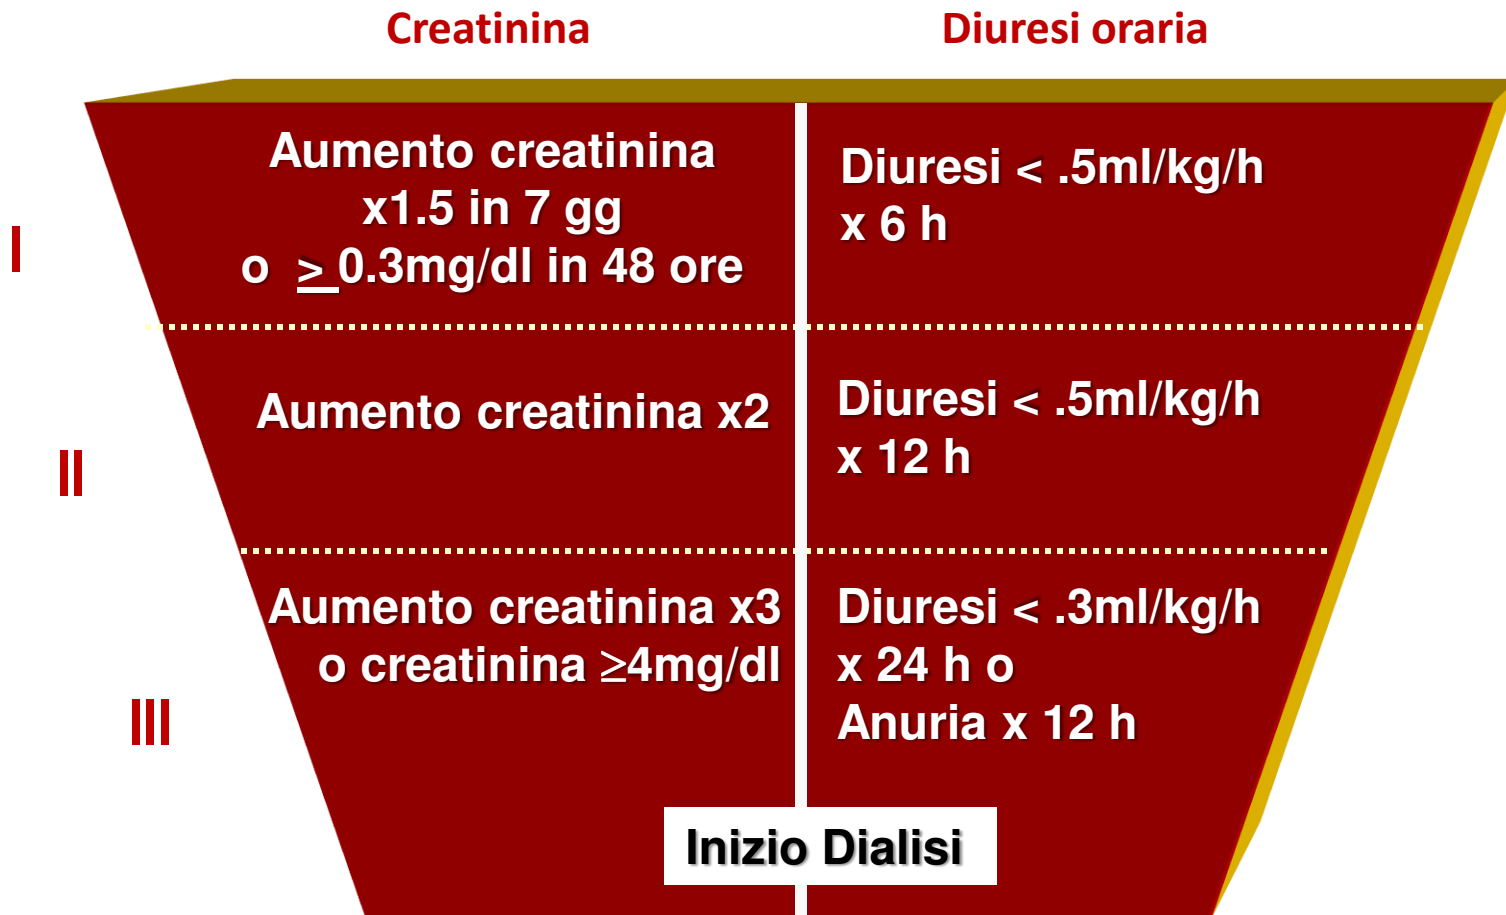 Creatinina
Diuresi oraria
I
Aumento creatinina
x1.5 in 7 gg
o ≥ 0.3mg/dl in 48 ore
Diuresi < .5ml/kg/h
x 6 h
II
Aumento creatinina x2
Diuresi < .5ml/kg/h
x 12 h
III
Aumento creatinina x3
o creatinina ≥4mg/dl
Diuresi < .3ml/kg/h
x 24 h o
Anuria x 12 h
Inizio Dialisi